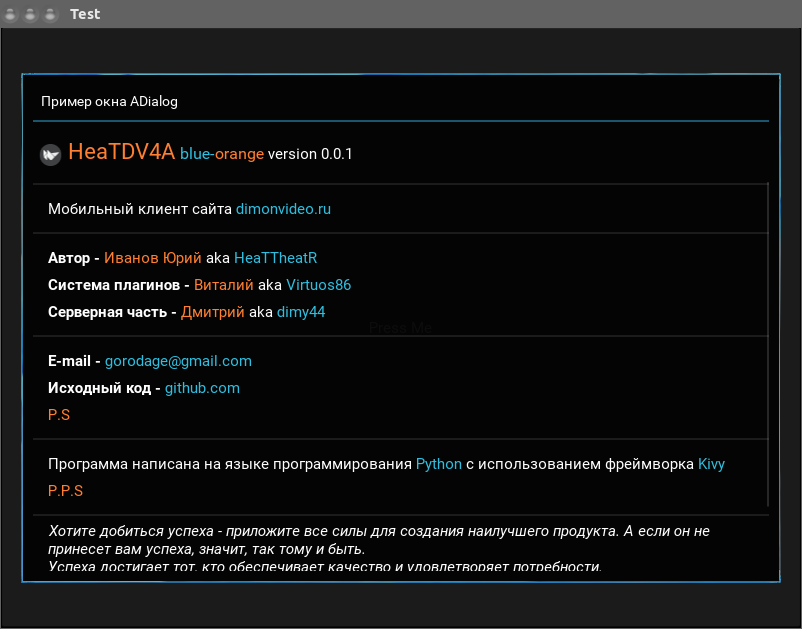 Test
Пример окна ADialog
HeaTDV4A blue-orange version 0.0.1
Мобильный клиент сайта dimonvideo.ru
Автор - Иванов Юрий aka HeaTTheatR
Система плагинов - Виталий aka Virtuos86
Серверная часть - Дмитрий aka dimy44
Press Me
E-mail - gorodage@gmail.com
Исходный код - github.com
P.S
Программа написана на языке программирования Python с использованием фреймворка Kivy
P.P.S
Хотите добиться успеха - приложите все силы для создания наилучшего продукта. А если он не
принесет вам успеха, значит, так тому и быть.
Успеха достигает тот, кто обеспечивает качество и удовлетворяет потребности.